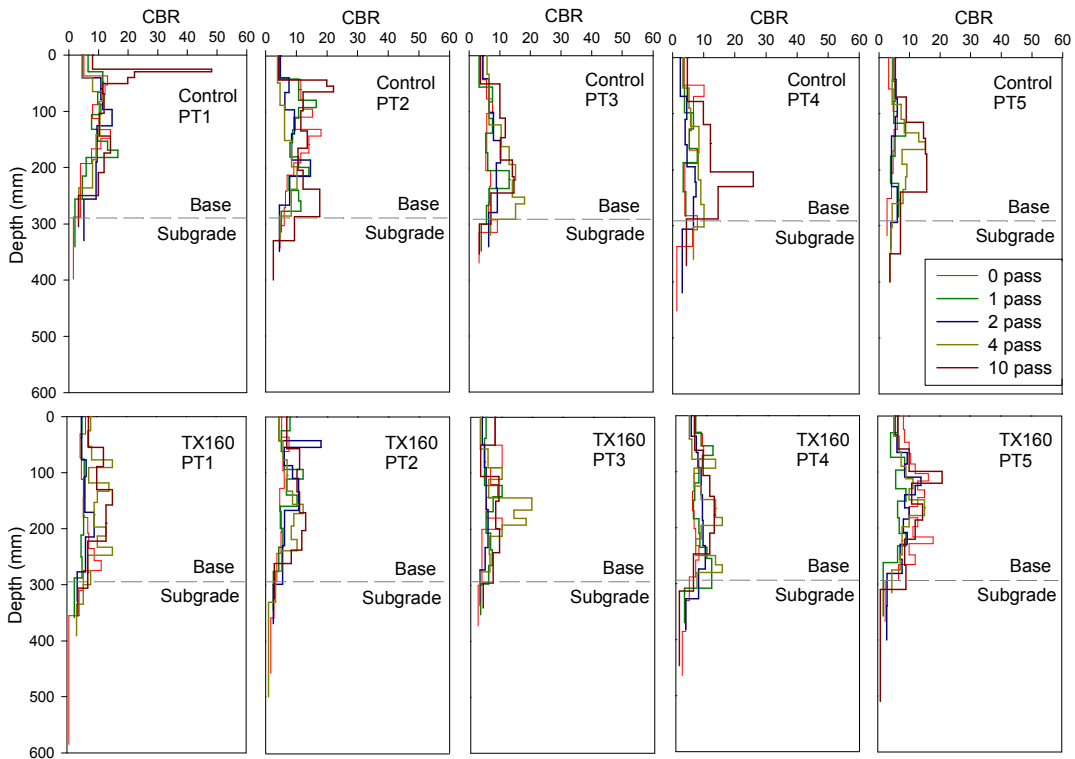 CBR CBR CBR CBR CBR
0 10 20 30 40 50 60 0 10 20 30 40 50 60 0 10 20 30 40 50 60 0 10 20 30 40 50 60 0 10 20 30 40 50 60
0
100
200
300
400
500
600
Depth (mm)
Control
PT1
Base
Subgrade
Control
PT2
Base
Subgrade
Control
PT3
Base
Subgrade
Control
PT4
Base
Subgrade
Control
PT5
Base
Subgrade
0 pass
1 pass
2 pass
4 pass
10 pass
0
100
200
300
400
500
600
Depth (mm)
TX160
PT1
Base
Subgrade
TX160
PT2
Base
Subgrade
TX160
PT3
Base
Subgrade
TX160
PT4
Base
Subgrade
TX160
PT5
Base
Subgrade